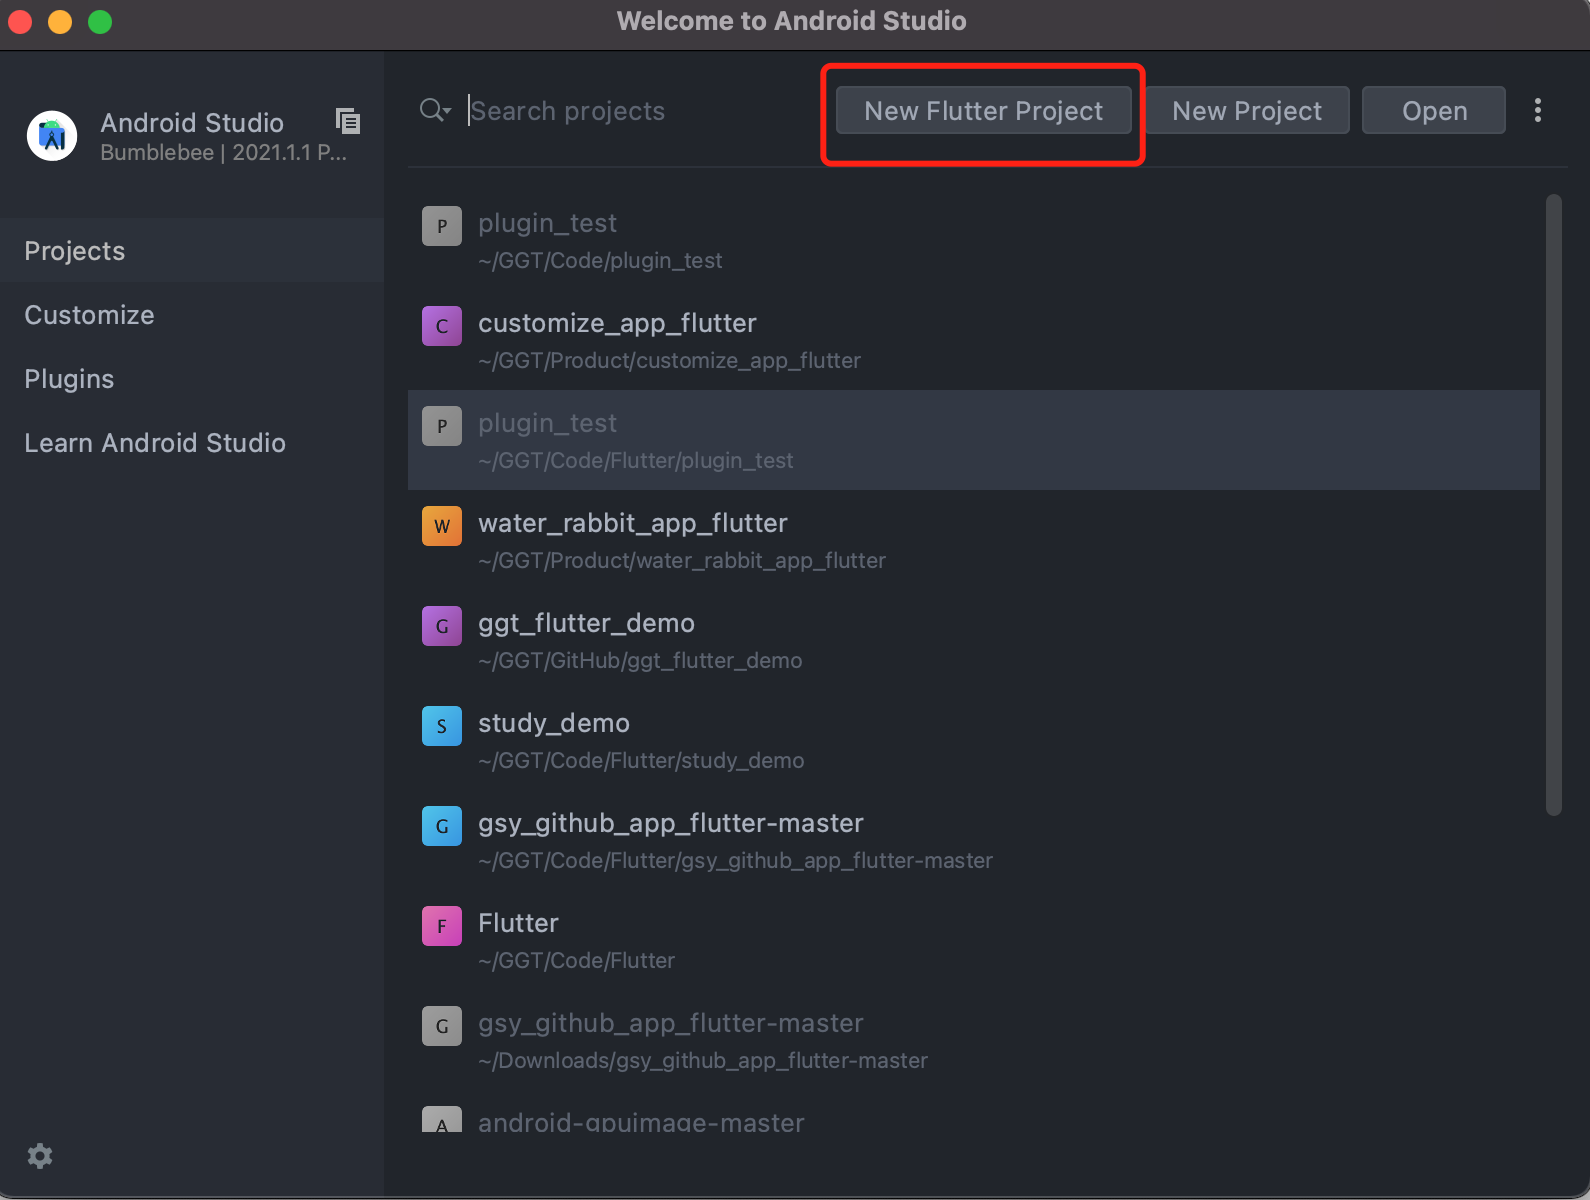 Welcome to Android Studio
Android Studio
Bumblebee | 2021.1.1 P...
Projects
Customize
Plugins
Learn Android Studio
Search projects
New Flutter Project
New Project
Open
P
plugin_test
~/GGT/Code/plugin_test
C
customize_app_flutter
~/GGT/Product/customize_app_flutter
P
plugin_test
~/GGT/Code/Flutter/plugin_test
W
water_rabbit_app_flutter
~/GGT/Product/water_rabbit_app_flutter
G
ggt_flutter_demo
~/GGT/GitHub/ggt_flutter_demo
S
study_demo
~/GGT/Code/Flutter/study_demo
G
gsy_github_app_flutter-master
~/GGT/Code/Flutter/gsy_github_app_flutter-master
F
Flutter
~/GGT/Code/Flutter
G
gsy_github_app_flutter-master
~/Downloads/gsy_github_app_flutter-master
A
android-gpuimage-master